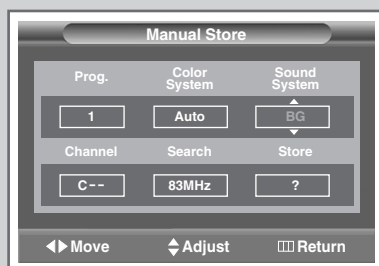 Manual Store
Prog. Color System Sound System
1 Auto BG
Channel Search Store
C-- 83MHz ?
Move Adjust Return